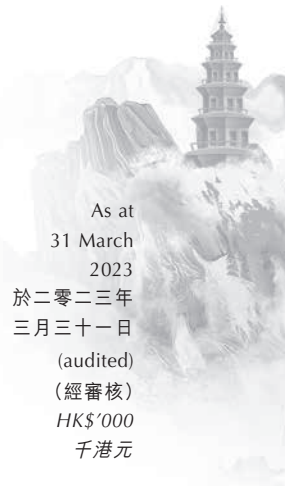 As at
31 March
2023
於二零二三年
三月三十一日
(audited)
（經審核）
HK$’000
千港元